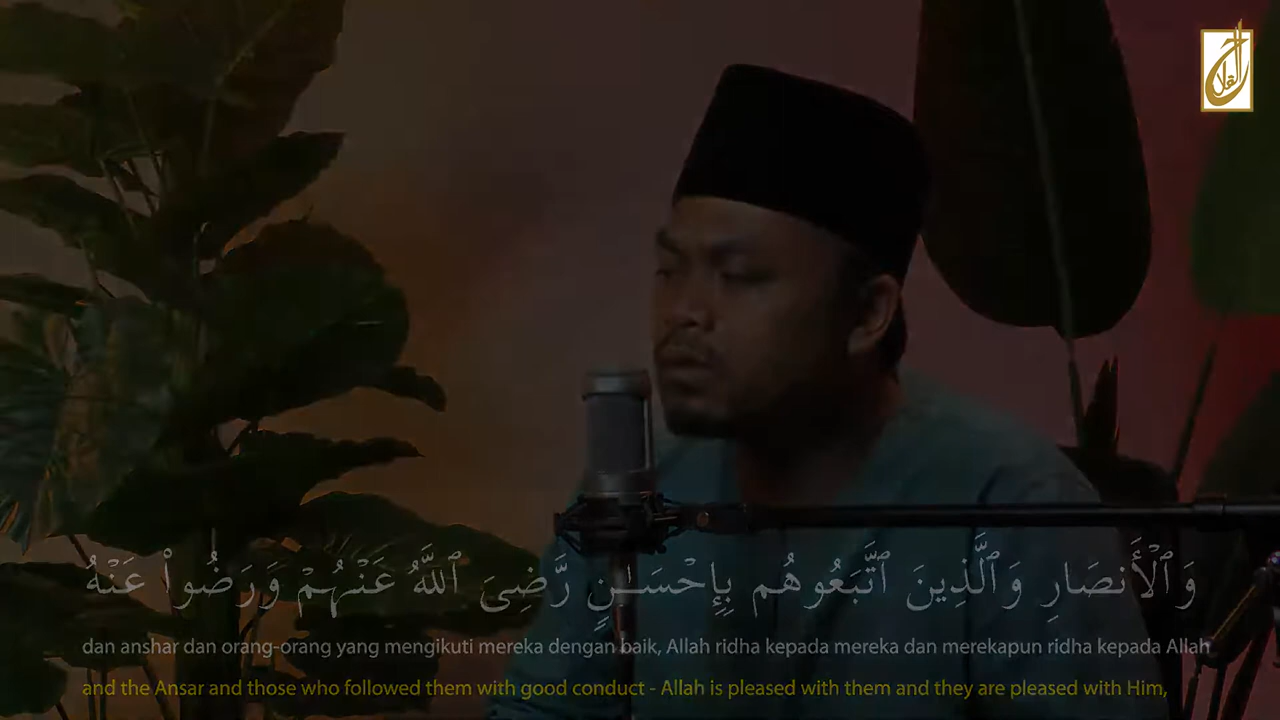 وَٱلْأَنصَارِ وَٱلَّذِينَ ٱتَّبَعُوهُم بِإِحْسَـٰنٍ رَّضِىَ ٱللَّهُ عَنْهُمْ وَرَضُوا۟ عَنْهُ
dan anshar dan orang-orang yang mengikuti mereka dengan baik, Allah ridha kepada mereka dan merekapun ridha kepada Allah
and the Ansar and those who followed them with good conduct - Allah is pleased with them and they are pleased with Him,